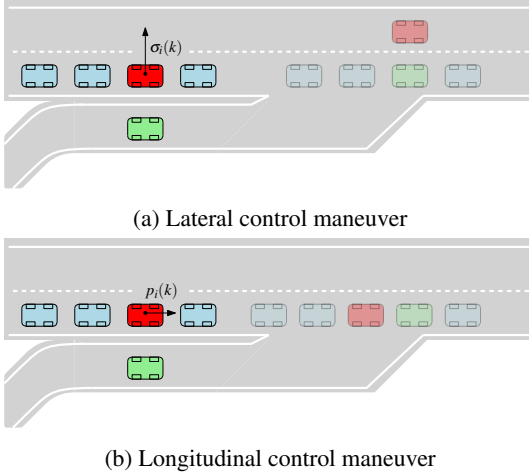 σᵢ(k)
(a) Lateral control maneuver
pᵢ(k)
(b) Longitudinal control maneuver